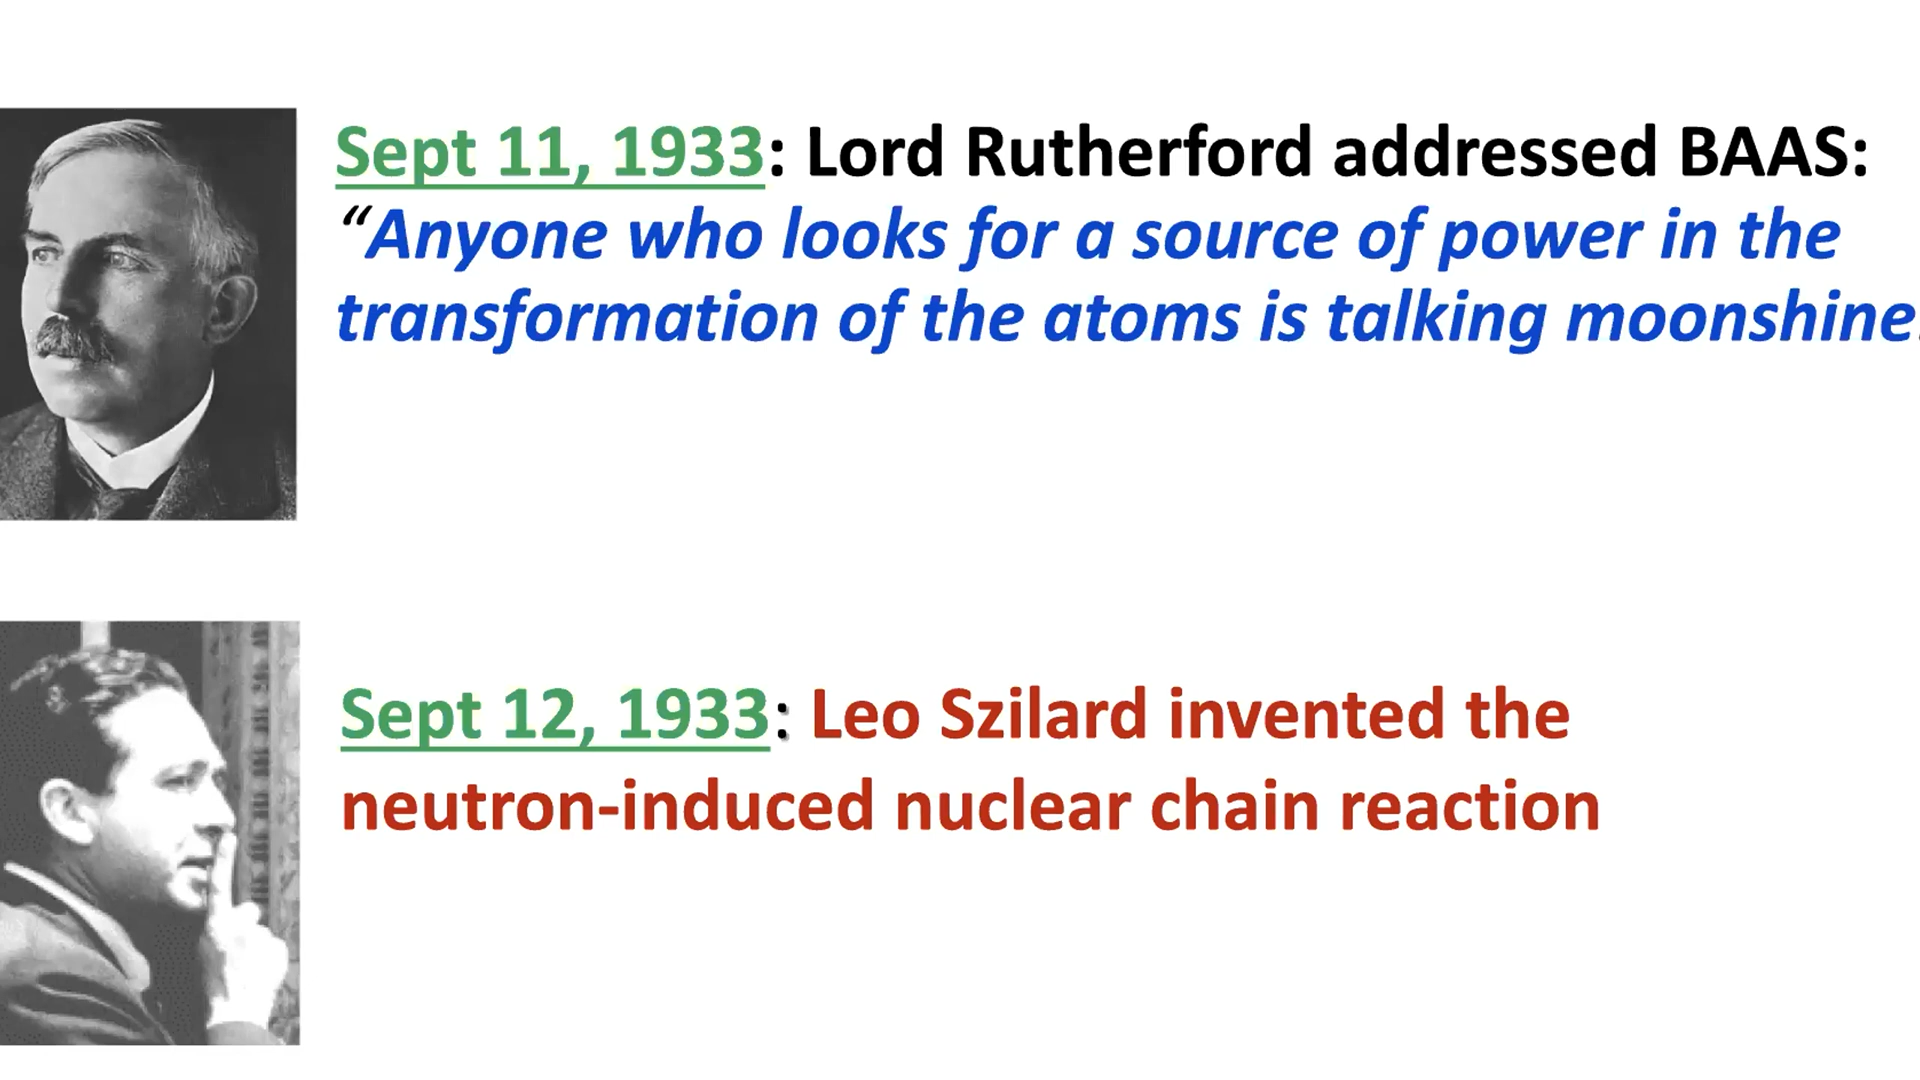 Sept 11, 1933: Lord Rutherford addressed BAAS:
“Anyone who looks for a source of power in the
transformation of the atoms is talking moonshine.
Sept 12, 1933: Leo Szilard invented the
neutron-induced nuclear chain reaction